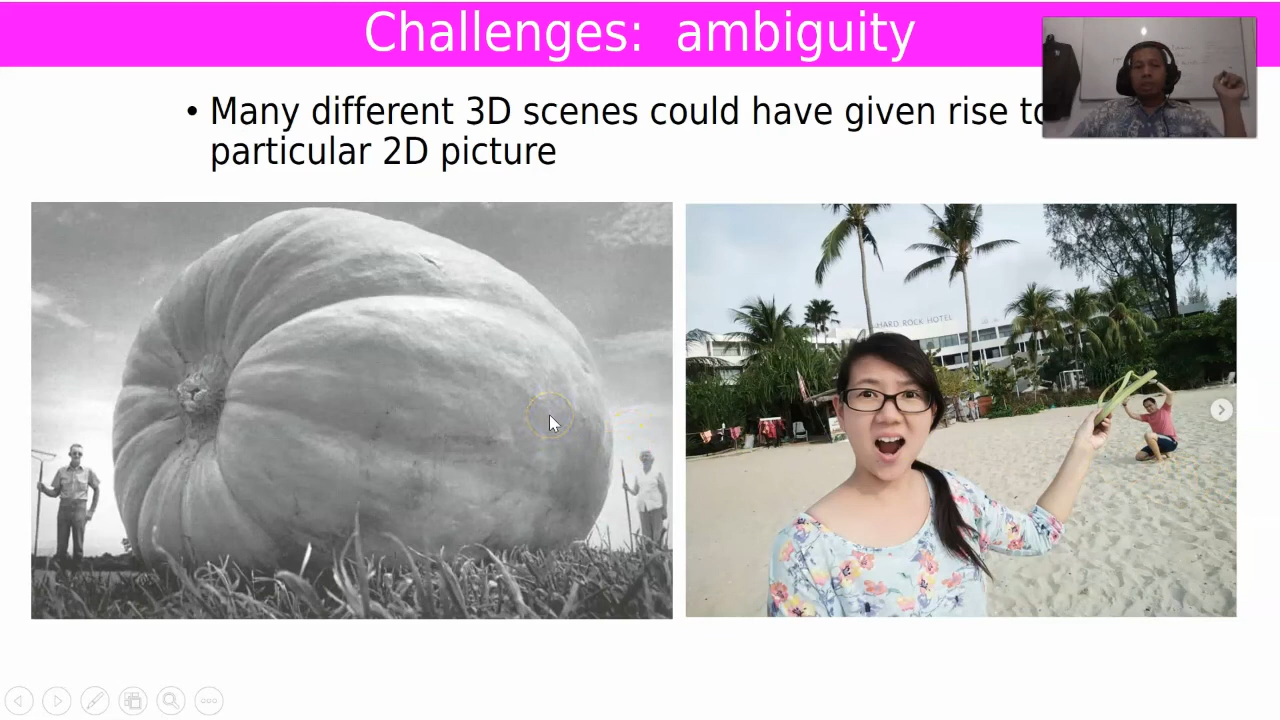 Challenges: ambiguity
• Many different 3D scenes could have given rise to
particular 2D picture
HARD ROCK HOTEL